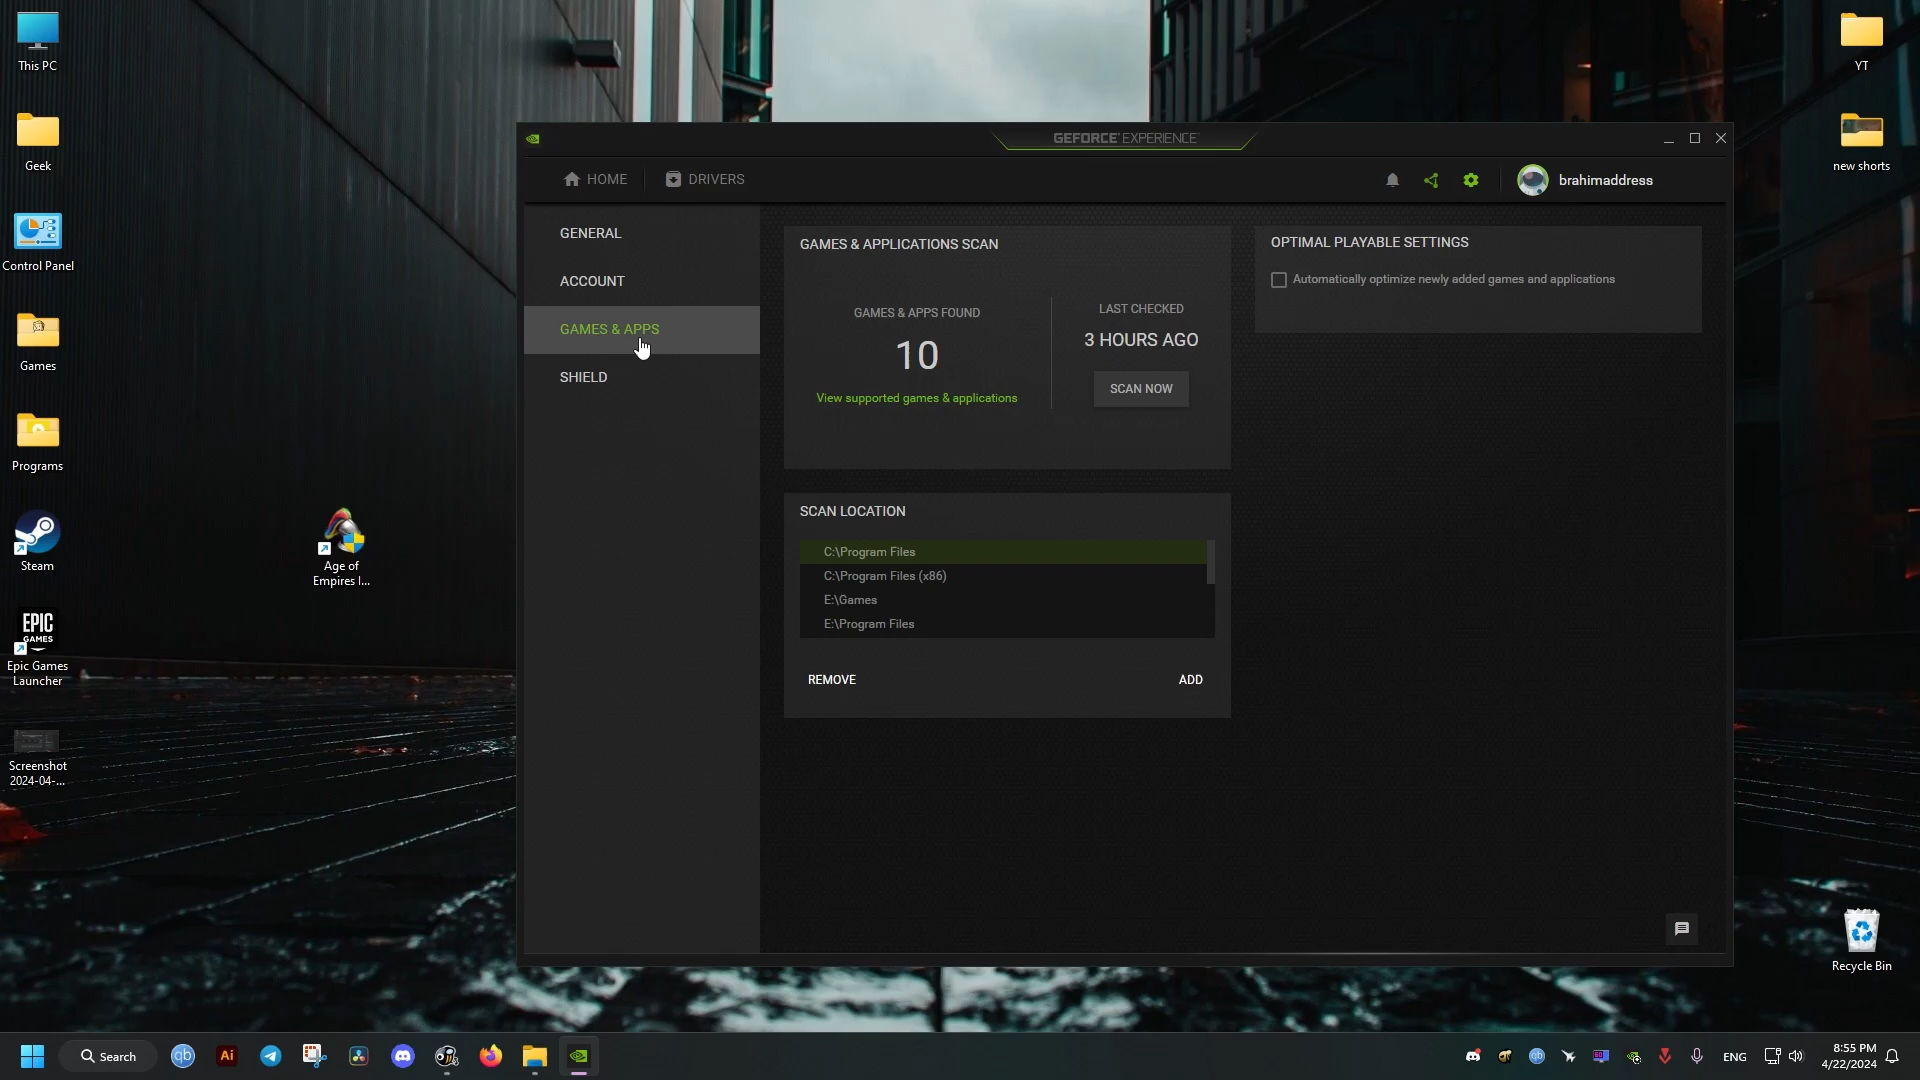 This PC
Geek
Control Panel
Games
Programs
Steam
EPIC
GAMES
Epic Games
Launcher
Screenshot
2024-04-...
Age of
Empires I...
GEFORCE EXPERIENCE
HOME
DRIVERS
brahimaddress
GENERAL
ACCOUNT
GAMES & APPS
SHIELD
GAMES & APPLICATIONS SCAN
GAMES & APPS FOUND
10
View supported games & applications
LAST CHECKED
3 HOURS AGO
SCAN NOW
OPTIMAL PLAYABLE SETTINGS
Automatically optimize newly added games and applications
SCAN LOCATION
C:\Program Files
C:\Program Files (x86)
E:\Games
E:\Program Files
REMOVE
ADD
YT
new shorts
Recycle Bin
Search
qb
Ai
qb
ENG
8:55 PM
4/22/2024